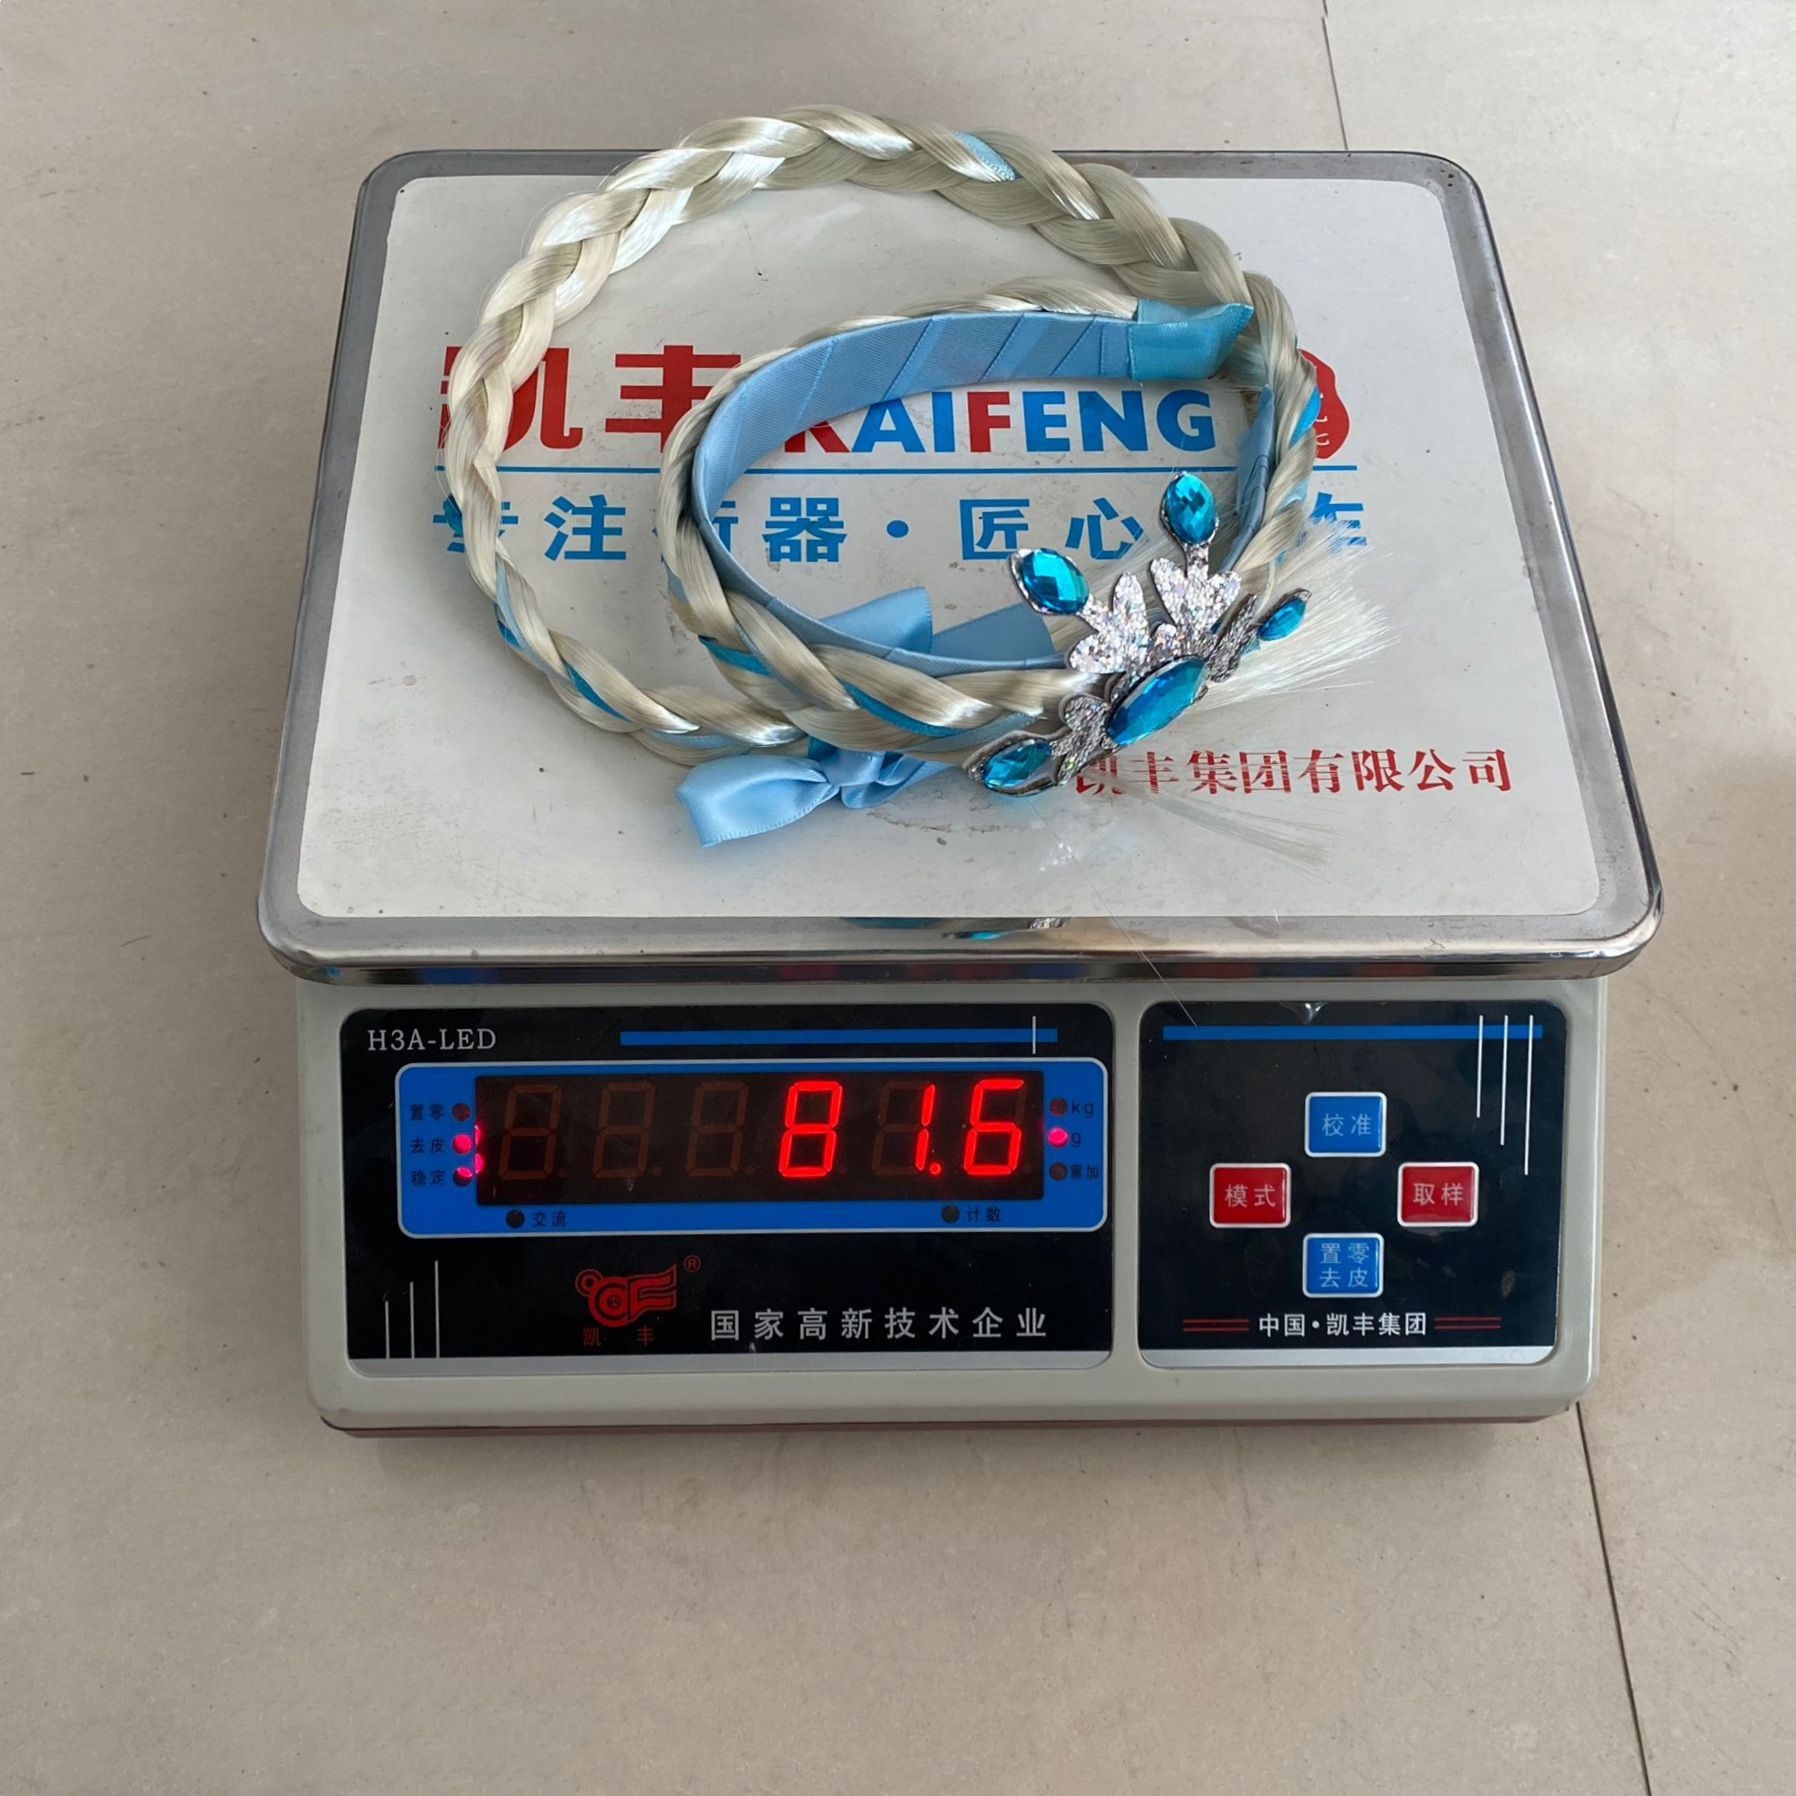 凯丰 KAIFENG
专注衡器·匠心
凯丰集团有限公司
H3A-LED
置零
去皮
稳定
81.6
kg
g
累加
交流
计数
®
凯丰
国家高新技术企业
校准
模式
取样
置零
去皮
中国·凯丰集团